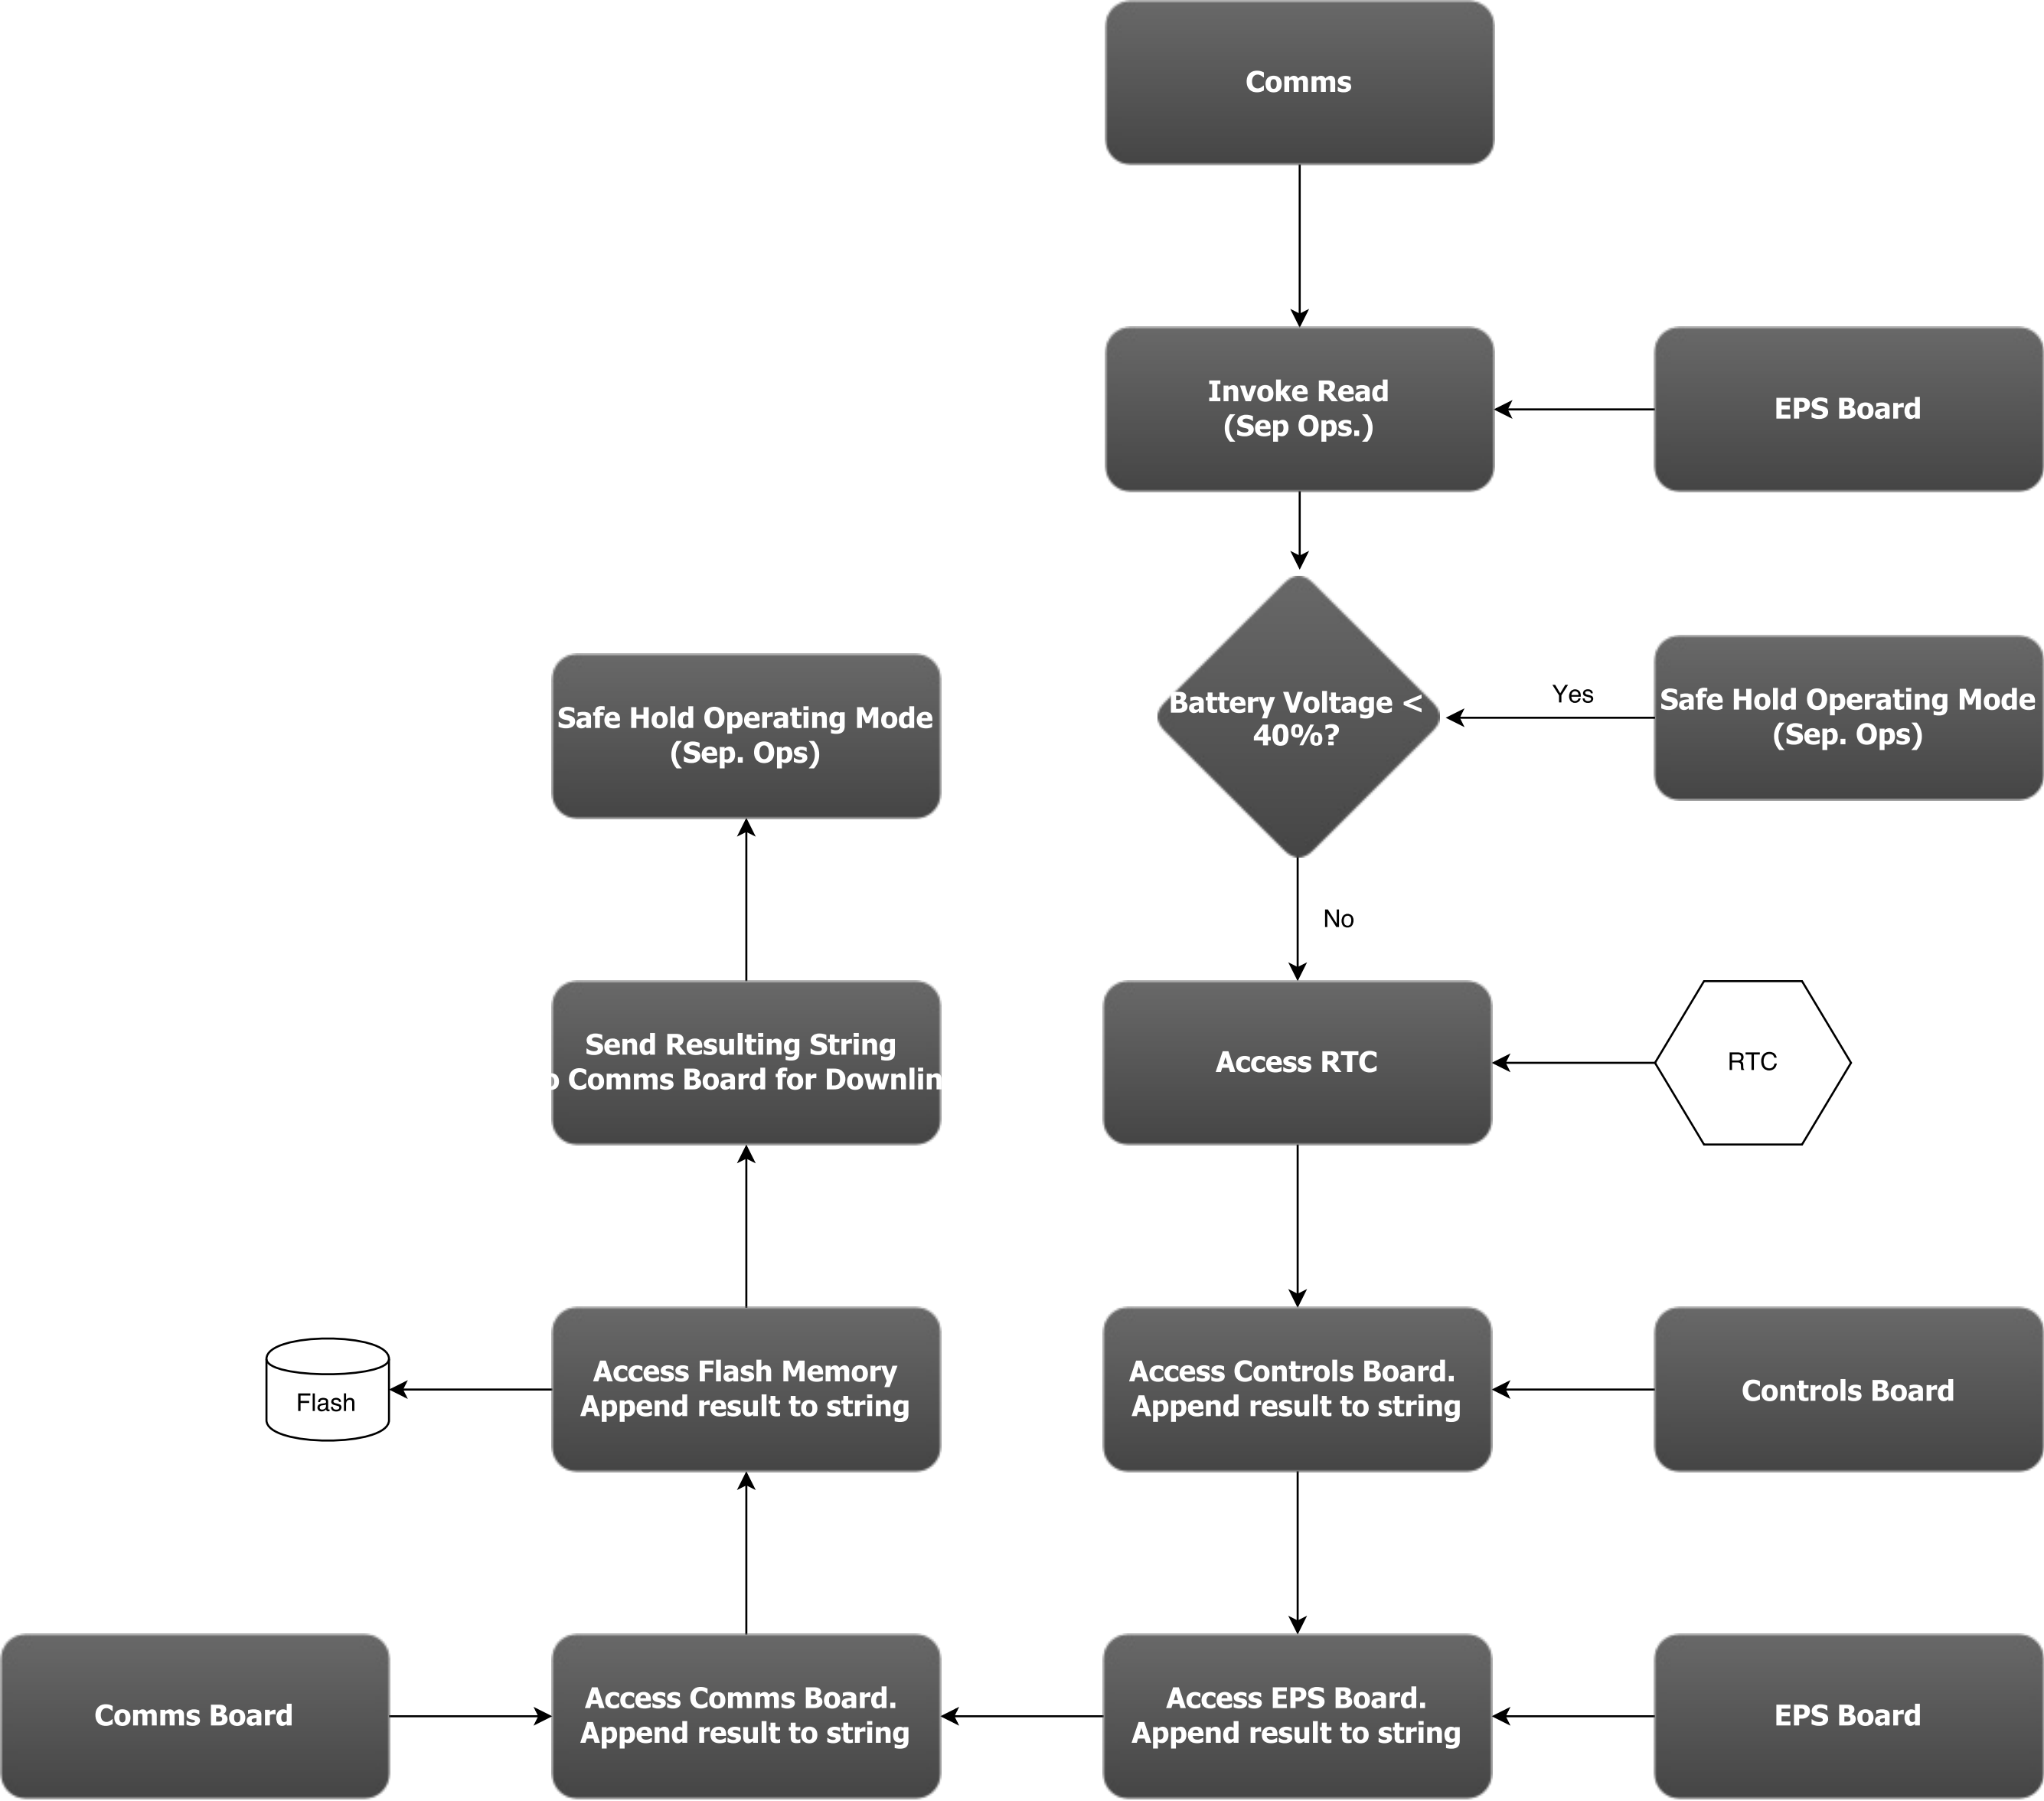 Comms
Invoke Read
(Sep Ops.)
EPS Board
Battery Voltage <
40%?
Yes
Safe Hold Operating Mode
(Sep. Ops)
Safe Hold Operating Mode
(Sep. Ops)
No
Send Resulting String
Comms Board for
Access RTC
RTC
Flash
Access Flash Memory
Append result to string
Access Controls Board.
Append result to string
Controls Board
Comms Board
Access Comms Board.
Append result to string
Access EPS Board.
Append result to string
EPS Board